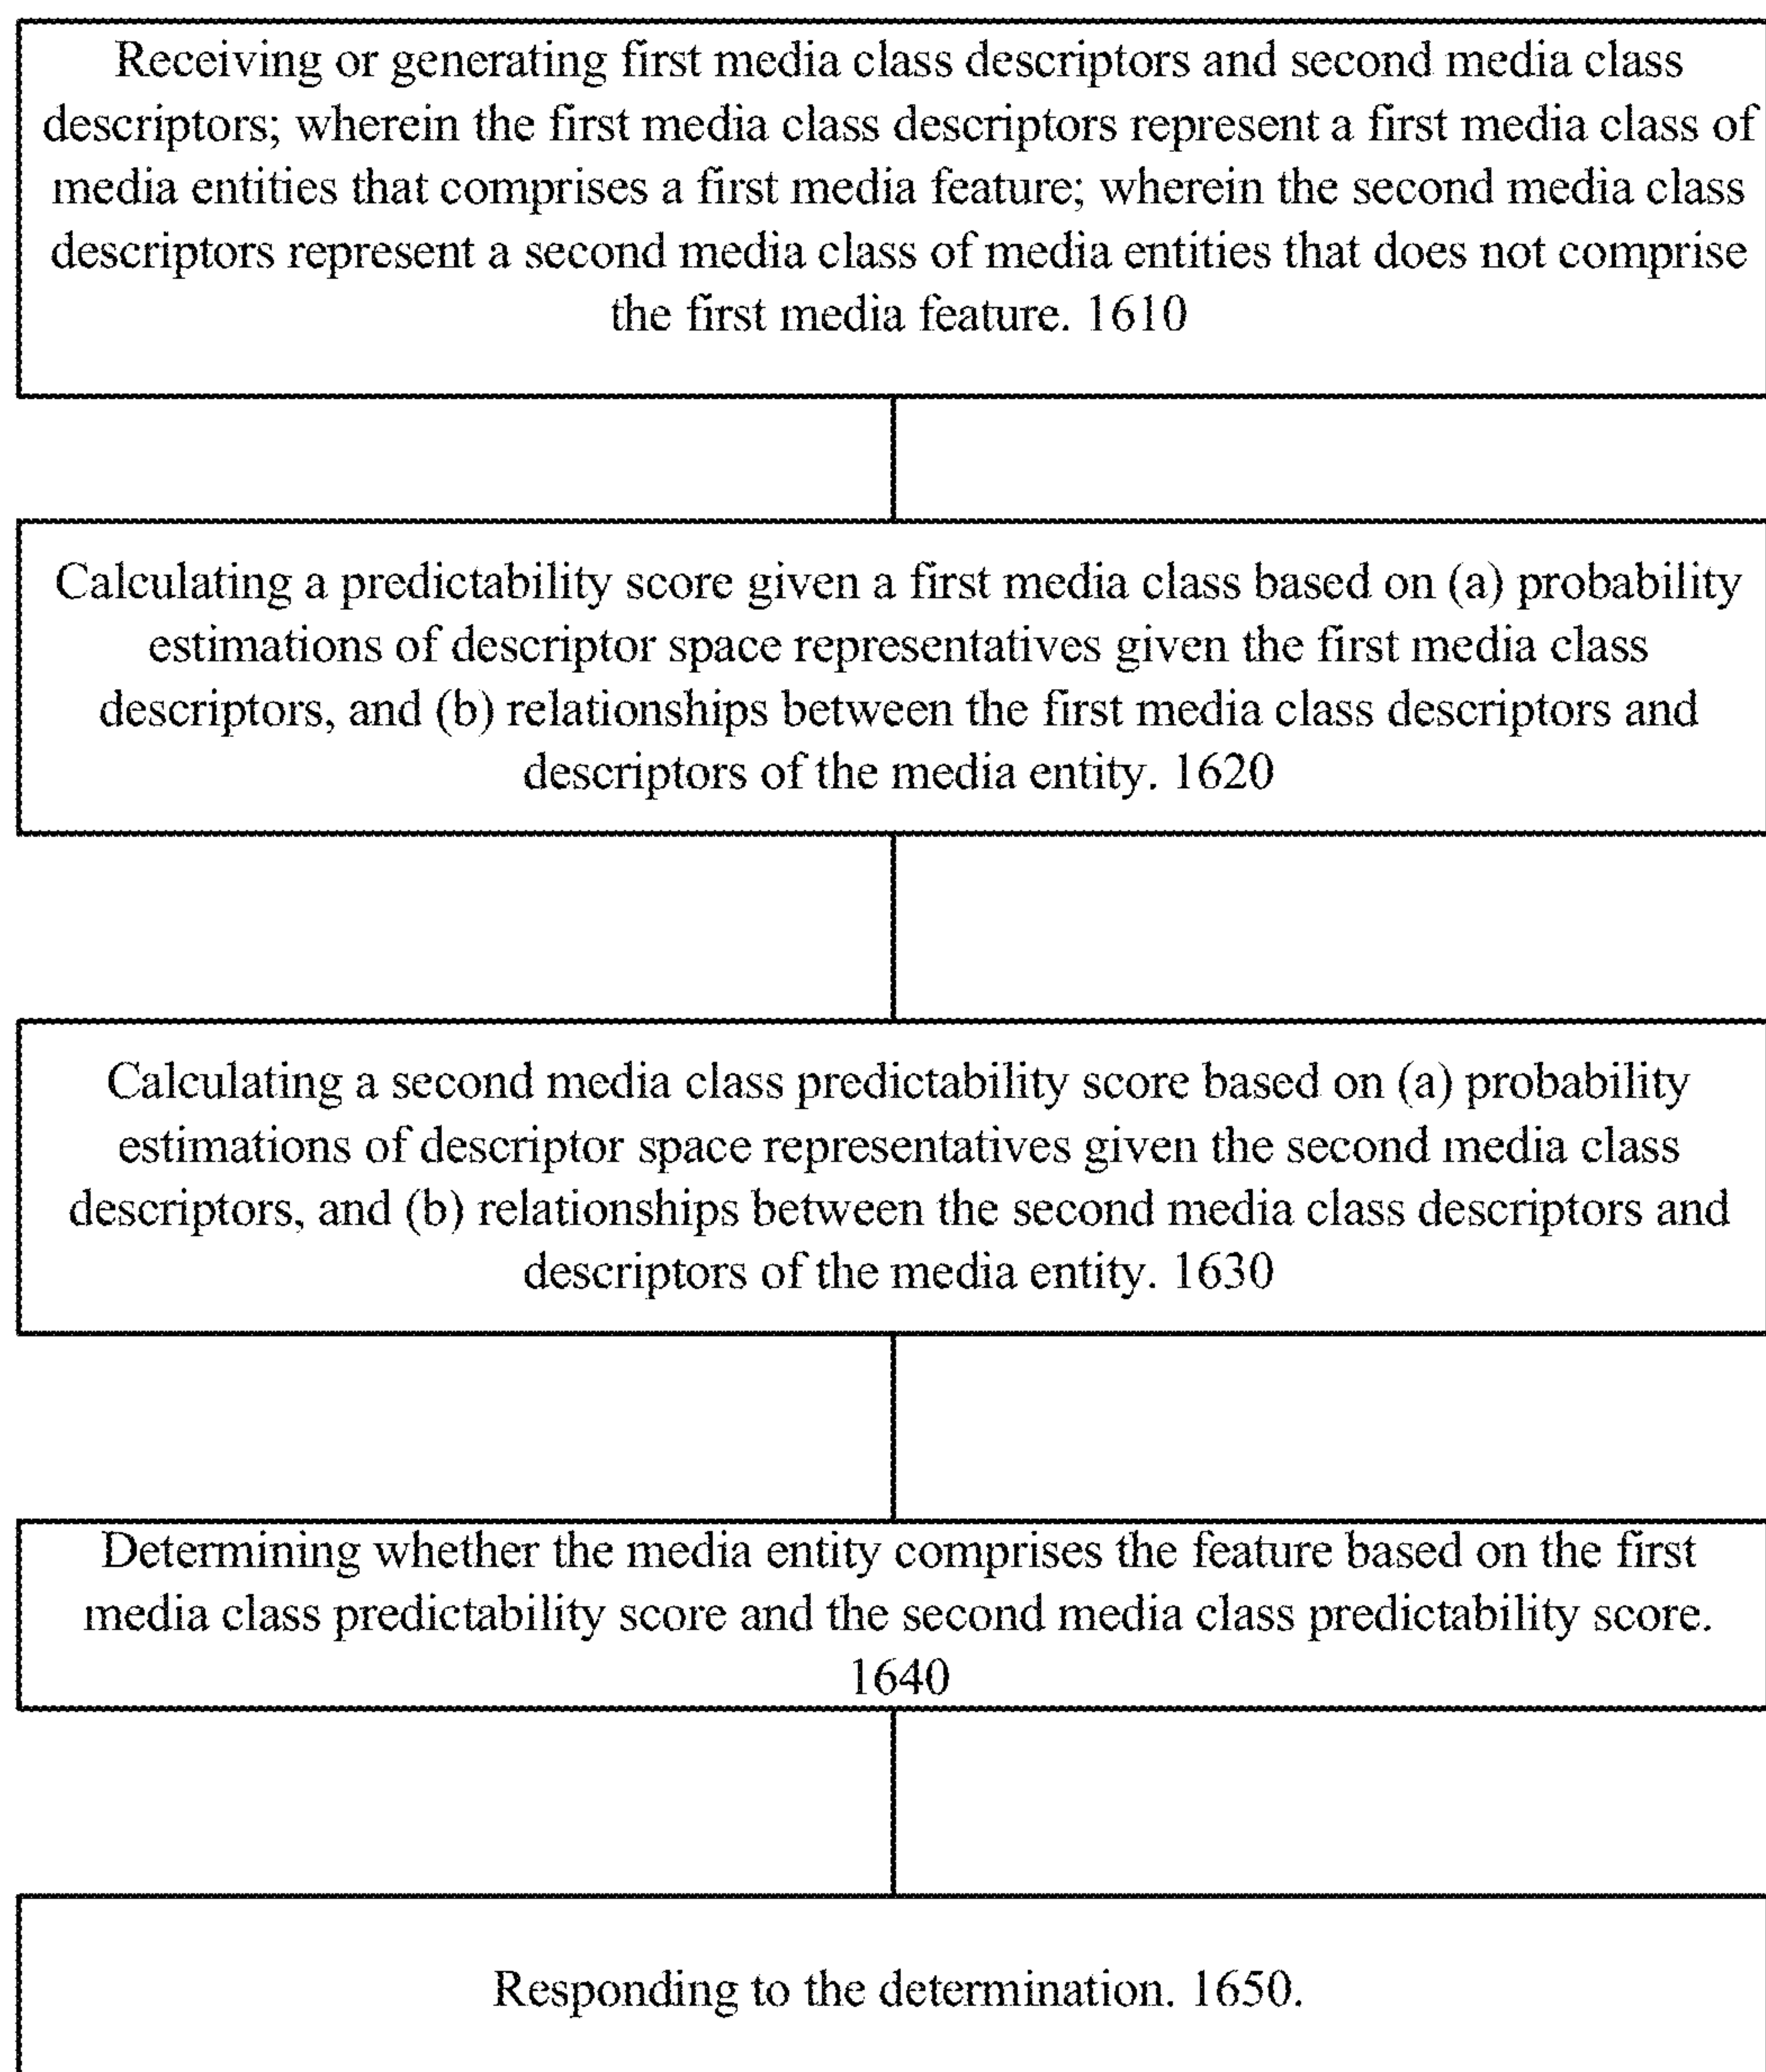 Receiving or generating first media class descriptors and second media class
descriptors; wherein the first media class descriptors represent a first media class of
media entities that comprises a first media feature; wherein the second media class
descriptors represent a second media class of media entities that does not comprise
the first media feature. 1610
Calculating a predictability score given a first media class based on (a) probability
estimations of descriptor space representatives given the first media class
descriptors, and (b) relationships between the first media class descriptors and
descriptors of the media entity. 1620
Calculating a second media class predictability score based on (a) probability
estimations of descriptor space representatives given the second media class
descriptors, and (b) relationships between the second media class descriptors and
descriptors of the media entity. 1630
Determining whether the media entity comprises the feature based on the first
media class predictability score and the second media class predictability score.
1640
Responding to the determination. 1650.